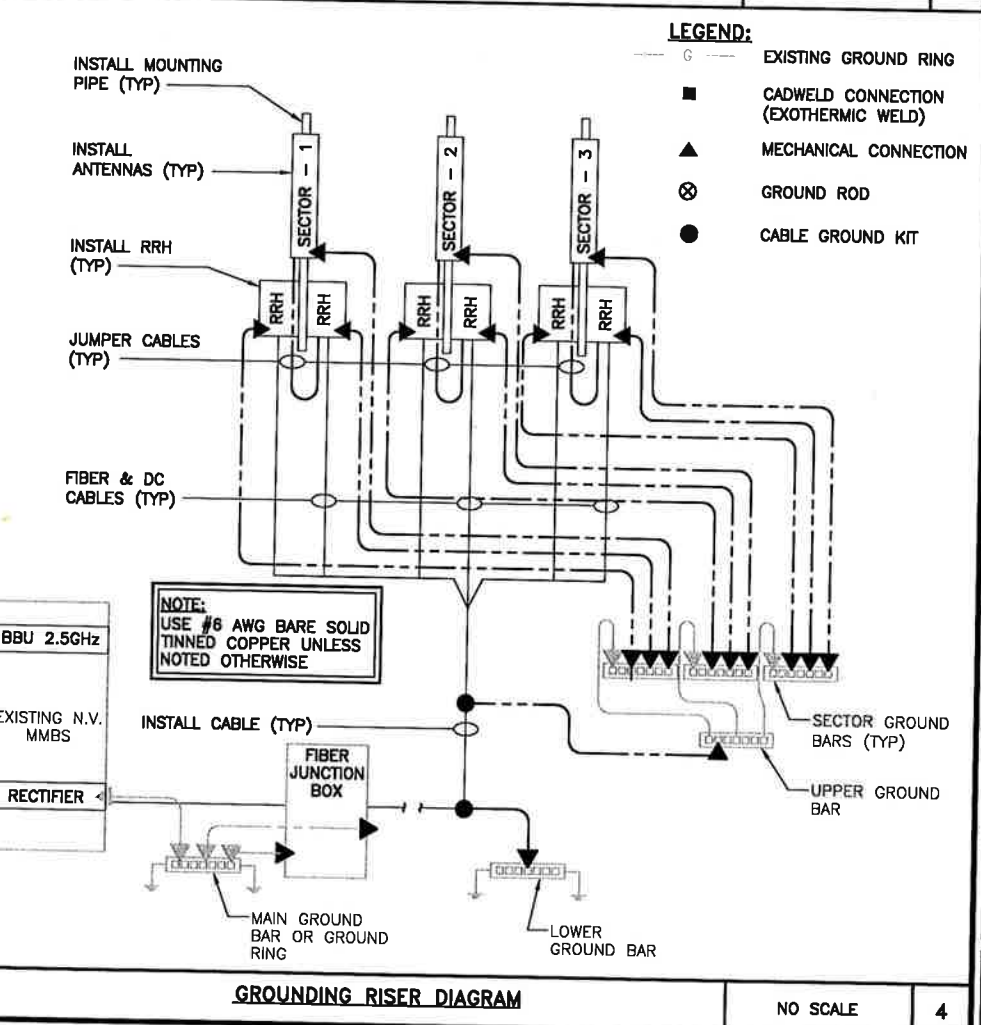 LEGEND:
G
EXISTING GROUND RING
CADWELD CONNECTION
(EXOTHERMIC WELD)
MECHANICAL CONNECTION
GROUND ROD
CABLE GROUND KIT
INSTALL MOUNTING
PIPE (TYP)
INSTALL
ANTENNAS (TYP)
INSTALL RRH
(TYP)
JUMPER CABLES
(TYP)
FIBER & DC
CABLES (TYP)
SECTOR - 1
SECTOR - 2
SECTOR - 3
RRH
RRH
RRH
RRH
RRH
RRH
NOTE:
USE #6 AWG BARE SOLID
TINNED COPPER UNLESS
NOTED OTHERWISE
BBU 2.5GHz
EXISTING N.V.
MMBS
RECTIFIER
INSTALL CABLE (TYP)
FIBER
JUNCTION
BOX
SECTOR GROUND
BARS (TYP)
UPPER GROUND
BAR
MAIN GROUND
BAR OR GROUND
RING
LOWER
GROUND BAR
GROUNDING RISER DIAGRAM
NO SCALE
4